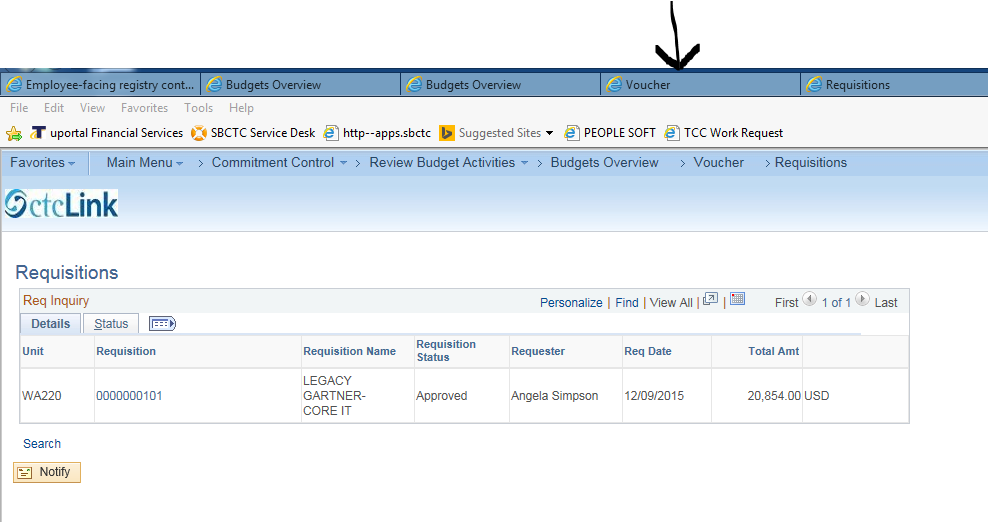 Employee-facing registry cont... Budgets Overview Budgets Overview Voucher Requisitions
File Edit View Favorites Tools Help
uportal Financial Services SBCTC Service Desk http--apps.sbctc Suggested Sites PEOPLE SOFT TCC Work Request
Favorites Main Menu > Commitment Control > Review Budget Activities > Budgets Overview > Voucher > Requisitions
ctcLink
Requisitions
Req Inquiry Personalize | Find | View All | | First 1 of 1 Last
Details Status
Unit Requisition Requisition Name Requisition Status Requester Req Date Total Amt
WA220 0000000101 LEGACY GARTNER- CORE IT Approved Angela Simpson 12/09/2015 20,854.00 USD
Search
Notify